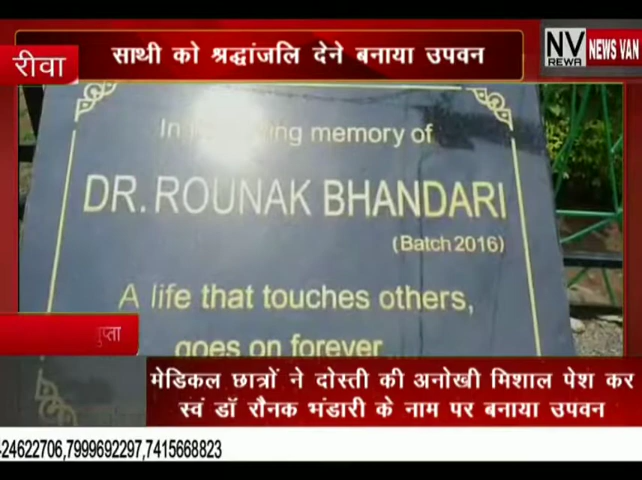 साथी को श्रद्धांजलि देने बनाया उपवन
NV NEWS VAN
REWA
रीवा
In memory of
DR. ROUNAK BHANDARI
(Batch 2016)
A life that touches others,
goes on forever....
मेडिकल छात्रों ने दोस्ती की अनोखी मिशाल पेश कर
स्वं डॉ रौनक भंडारी के नाम पर बनाया उपवन
-24622706,7999692297,7415668823